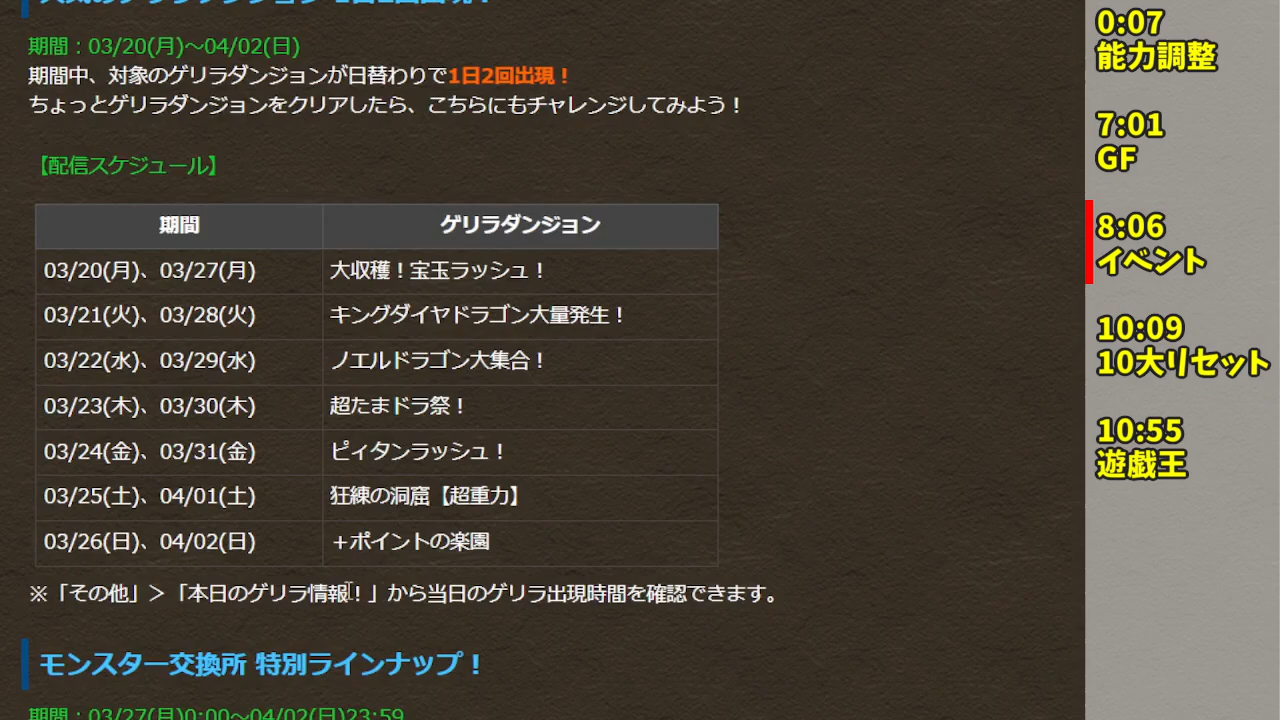 期間：03/20(月)～04/02(日)
期間中、対象のゲリラダンジョンが日替わりで1日2回出現！
ちょっとゲリラダンジョンをクリアしたら、こちらにもチャレンジしてみよう！
【配信スケジュール】
期間 ゲリラダンジョン
03/20(月)、03/27(月) 大収穫！宝玉ラッシュ！
03/21(火)、03/28(火) キングダイヤドラゴン大量発生！
03/22(水)、03/29(水) ノエルドラゴン大集合！
03/23(木)、03/30(木) 超たまドラ祭！
03/24(金)、03/31(金) ピィタンラッシュ！
03/25(土)、04/01(土) 狂練の洞窟【超重力】
03/26(日)、04/02(日) ＋ポイントの楽園
※「その他」＞「本日のゲリラ情報！」から当日のゲリラ出現時間を確認できます。
モンスター交換所 特別ラインナップ！
期間：03/27(月)0:00～04/02(日)23:59
0:07
能力調整
7:01
GF
8:06
イベント
10:09
10大リセット
10:55
遊戯王